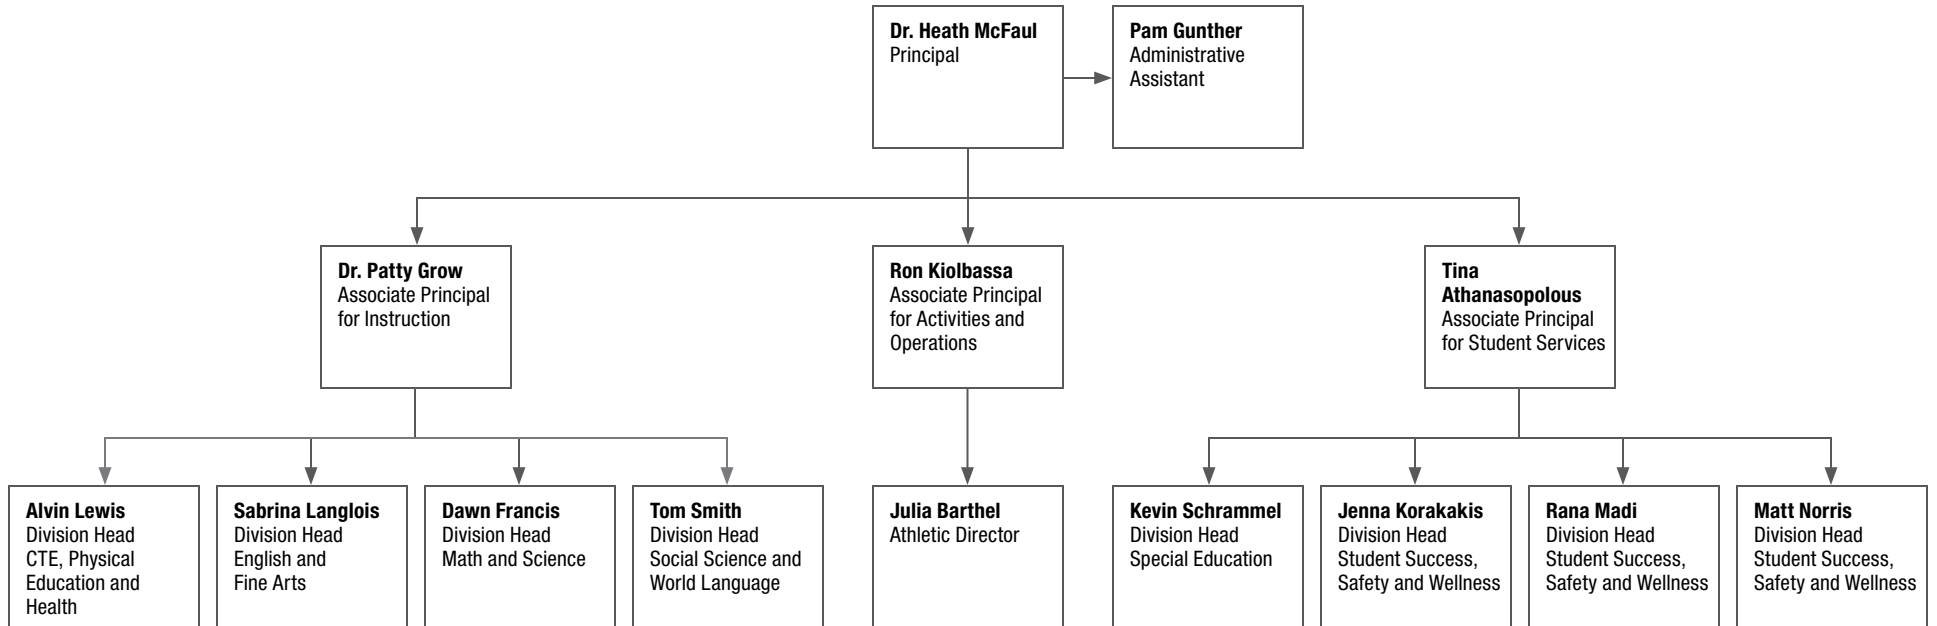 Dr. Heath McFaul
Principal
Pam Gunther
Administrative
Assistant
Dr. Patty Grow
Associate Principal
for Instruction
Ron Kiolbassa
Associate Principal
for Activities and
Operations
Tina
Athanasopolous
Associate Principal
for Student Services
Alvin Lewis
Division Head
CTE, Physical
Education and
Health
Sabrina Langlois
Division Head
English and
Fine Arts
Dawn Francis
Division Head
Math and Science
Tom Smith
Division Head
Social Science and
World Language
Julia Barthel
Athletic Director
Kevin Schrammel
Division Head
Special Education
Jenna Korakakis
Division Head
Student Success,
Safety and Wellness
Rana Madi
Division Head
Student Success,
Safety and Wellness
Matt Norris
Division Head
Student Success,
Safety and Wellness